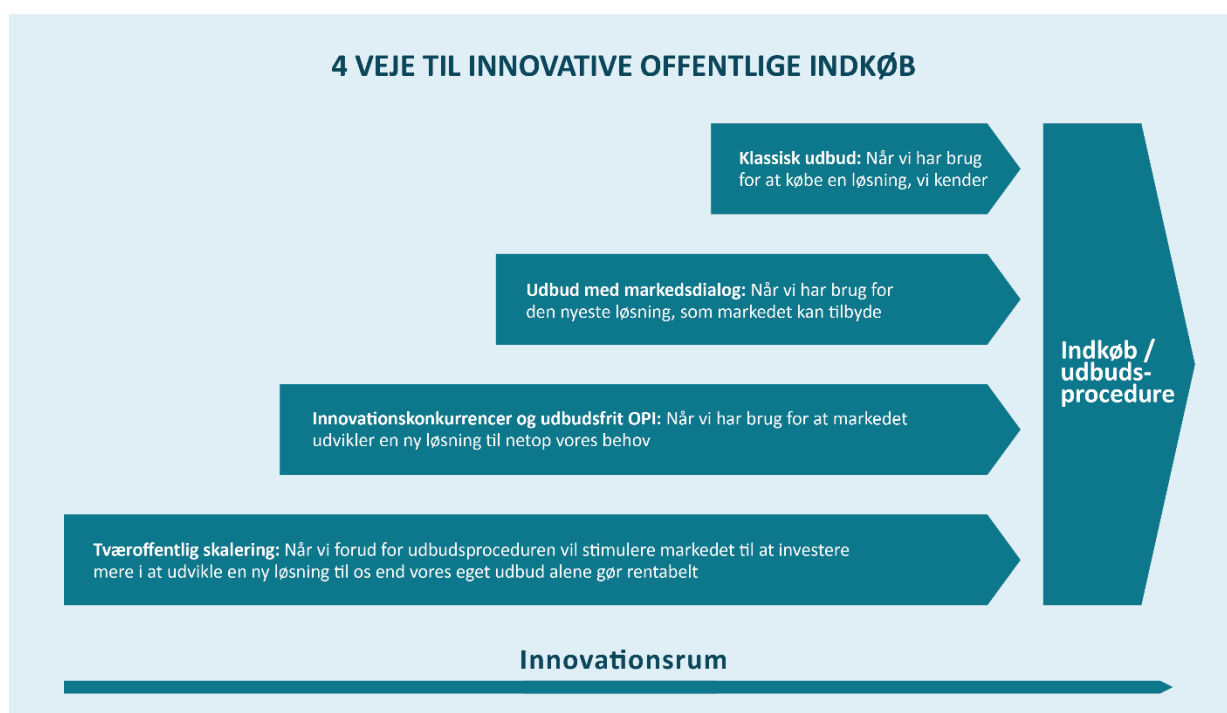 4 VEJE TIL INNOVATIVE OFFENTLIGE INDKØB
Klassisk udbud: Når vi har brug
for at købe en løsning, vi kender
Udbud med markedsdialog: Når vi har brug for
den nyeste løsning, som markedet kan tilbyde
Innovationskonkurrencer og udbudsfrit OPI: Når vi har brug for at markedet
udvikler en ny løsning til netop vores behov
Tværoffentlig skalering: Når vi forud for udbudsproceduren vil stimulere markedet til at investere
mere i at udvikle en ny løsning til os end vores eget udbud alene gør rentabelt
Indkøb /
udbuds-
procedure
Innovationsrum